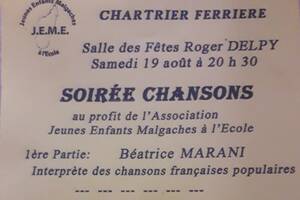 Jeunes Enfants Malgaches
J.E.M.E.
à l'Ecole
CHARTRIER FERRIERE
Salle des Fêtes Roger DELPY
Samedi 19 août à 20 h 30
SOIRÉE CHANSONS
au profit de l'Association
Jeunes Enfants Malgaches à l'Ecole
1ère Partie: Béatrice MARANI
Interprète des chansons françaises populaires
--- --- --- --- --- ---